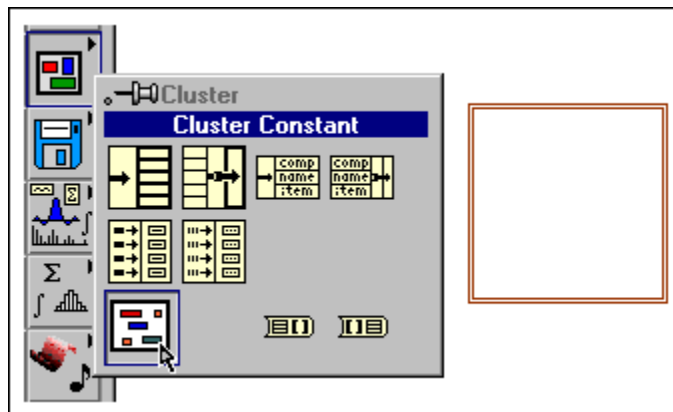 Cluster
Cluster Constant
comp comp
name name
item item
Σ
Σ